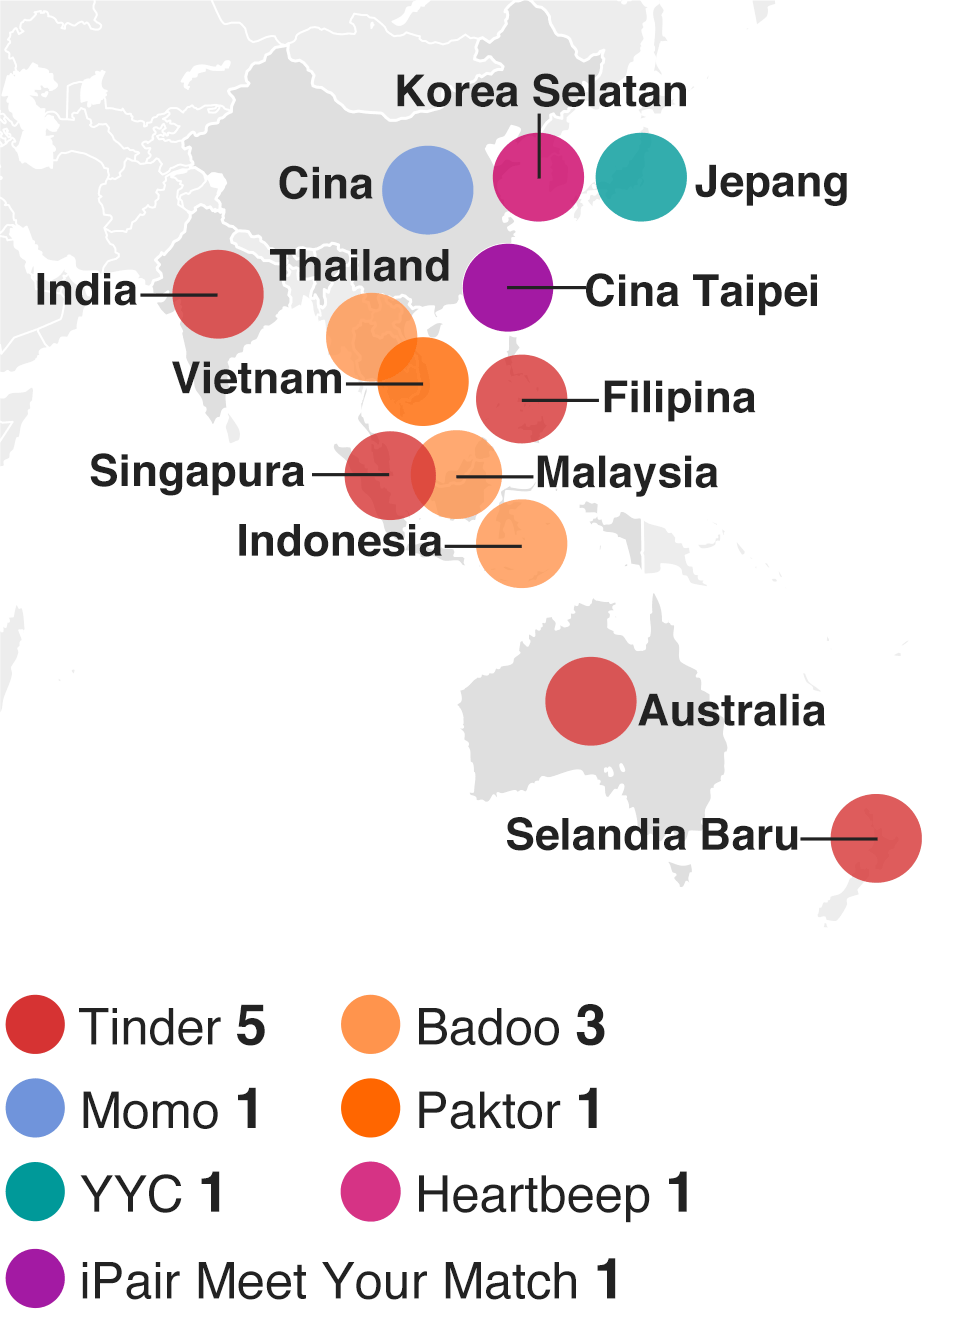 Korea Selatan
Cina
Jepang
Thailand
India
Cina Taipei
Vietnam
Filipina
Singapura
Malaysia
Indonesia
Australia
Selandia Baru
Tinder 5
Badoo 3
Momo 1
Paktor 1
YYC 1
Heartbeep 1
iPair Meet Your Match 1